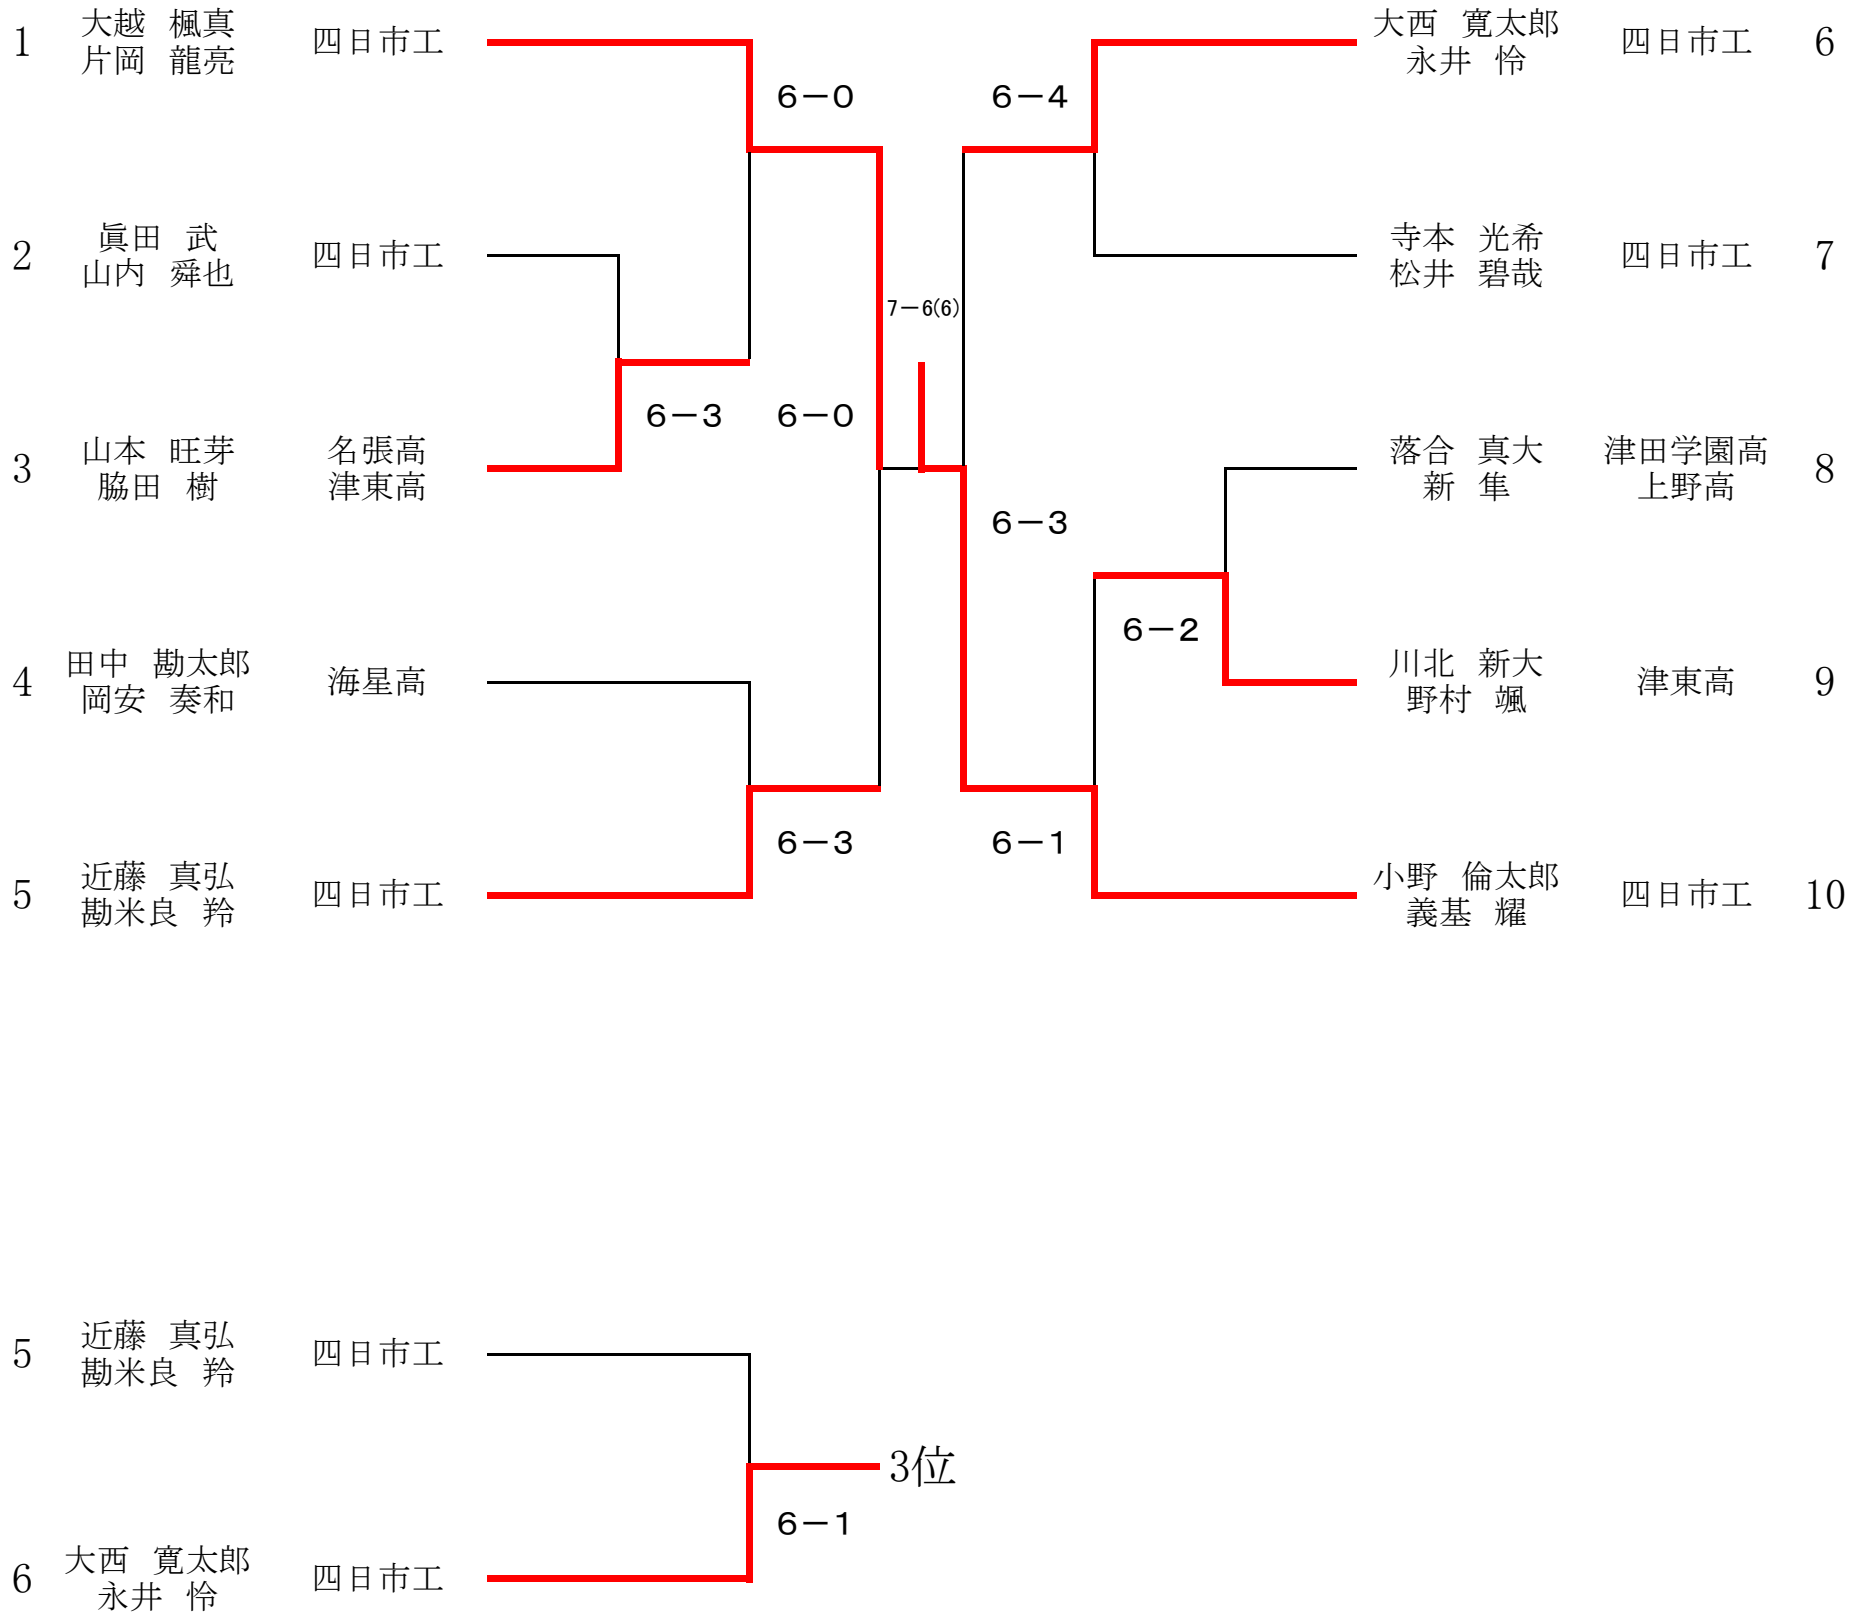 1 大越 楓真 四日市工
片岡 龍亮
6－0
2 眞田 武 四日市工
山内 舜也
3 山本 旺芽 名張高
脇田 樹 津東高
6－3
6－0
4 田中 勘太郎 海星高
岡安 奏和
5 近藤 真弘 四日市工
勘米良 羚
6－3
7－6(6)
大西 寛太郎 四日市工 6
永井 怜
6－4
寺本 光希 四日市工 7
松井 碧哉
落合 真大 津田学園高 8
新 隼 上野高
6－3
6－2
川北 新大 津東高 9
野村 颯
6－1
小野 倫太郎 四日市工 10
義基 耀
5 近藤 真弘 四日市工
勘米良 羚
3位
6－1
6 大西 寛太郎 四日市工
永井 怜